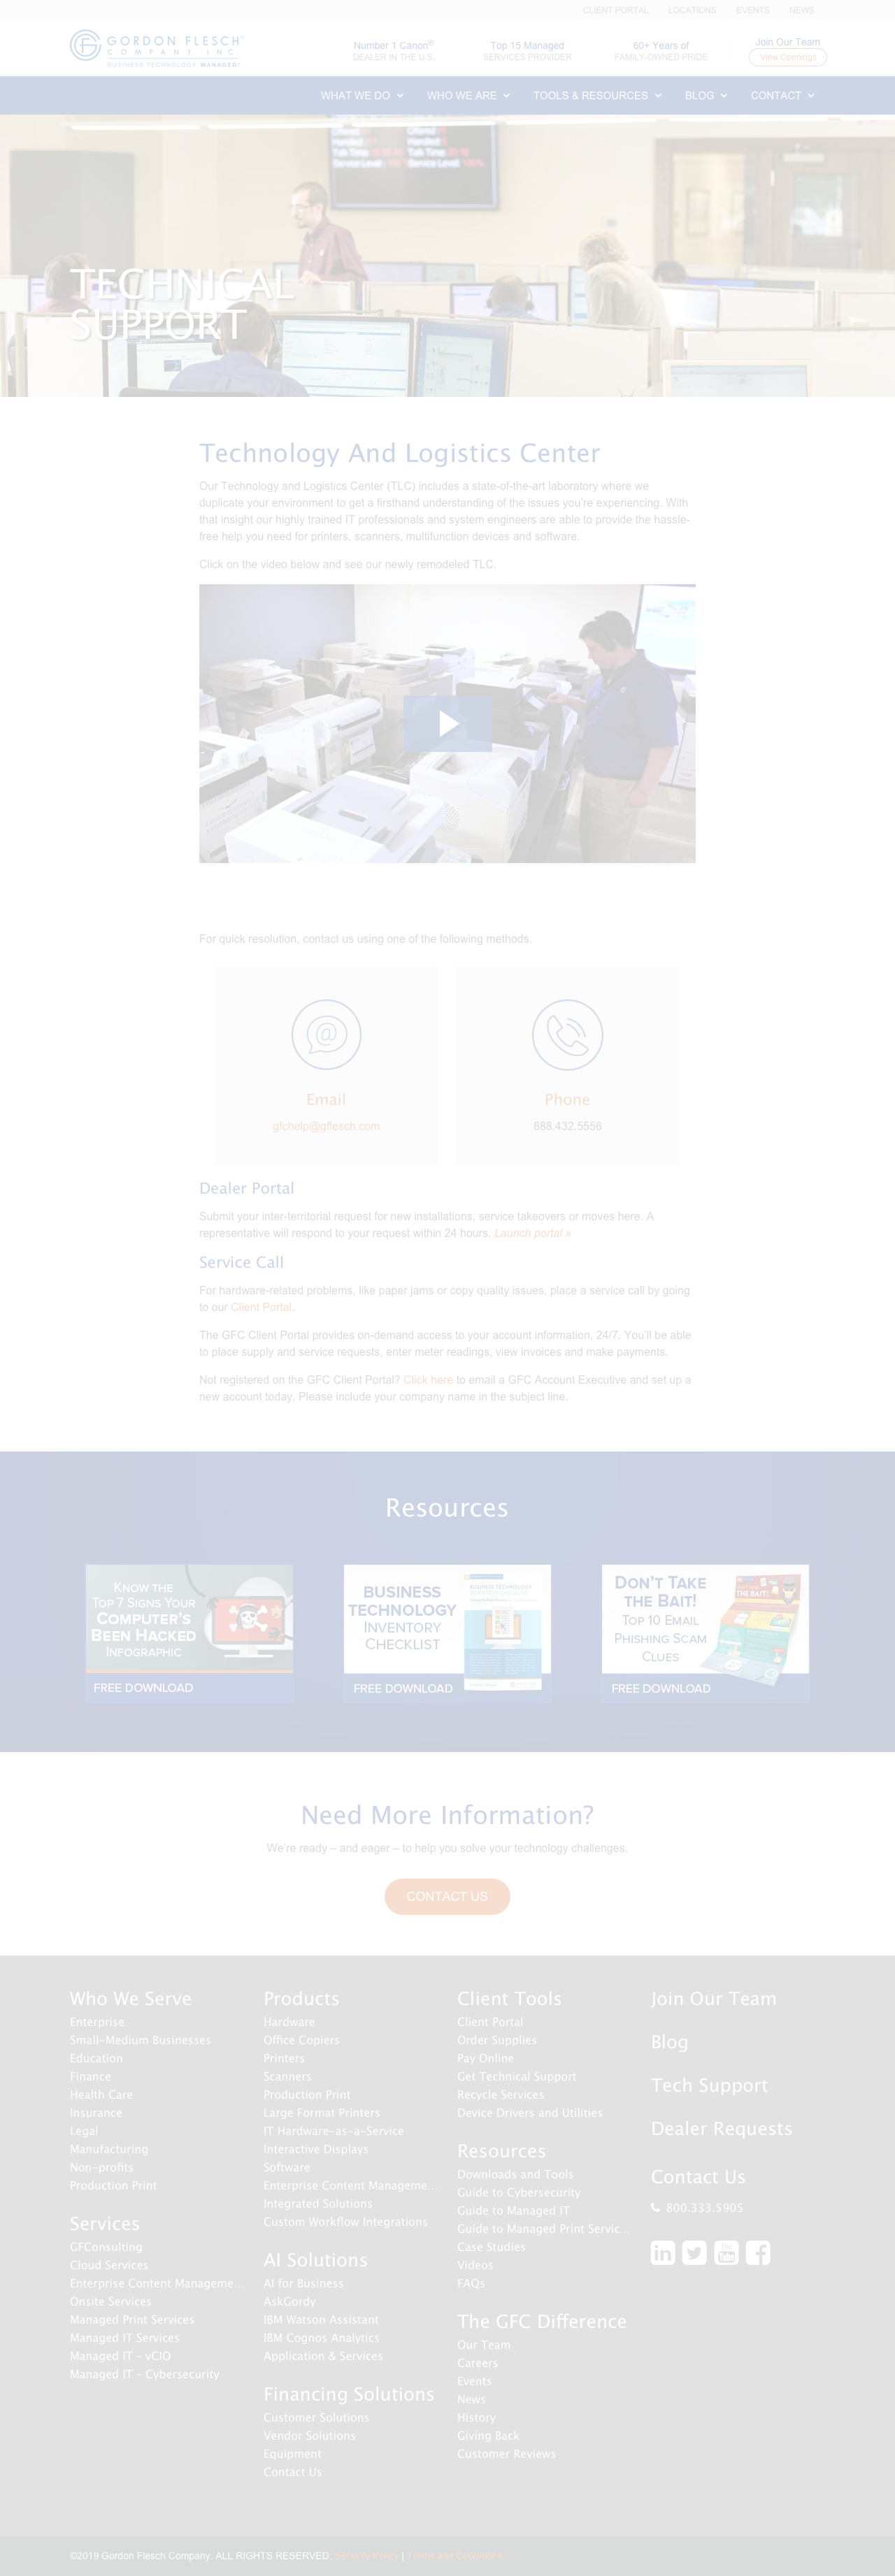 CLIENT PORTAL LOCATIONS EVENTS NEWS
GORDON FLESCH
COMPANY INC.
BUSINESS TECHNOLOGY MANAGED
Number 1 Canon®
DEALER IN THE U.S.
Top 15 Managed
SERVICES PROVIDER
60+ Years of
FAMILY-OWNED PRIDE
Join Our Team
View Openings
WHAT WE DO WHO WE ARE TOOLS & RESOURCES BLOG CONTACT
TECHNICAL
SUPPORT
Technology And Logistics Center
Our Technology and Logistics Center (TLC) includes a state-of-the-art laboratory where we
duplicate your environment to get a firsthand understanding of the issues you're experiencing. With
that insight our highly trained IT professionals and system engineers are able to provide the hassle-
free help you need for printers, scanners, multifunction devices and software.
Click on the video below and see our newly remodeled TLC.
For quick resolution, contact us using one of the following methods.
Email
gfchelp@gflesch.com
Phone
888.432.5556
Dealer Portal
Submit your inter-territorial request for new installations, service takeovers or moves here. A
representative will respond to your request within 24 hours. Launch portal »
Service Call
For hardware-related problems, like paper jams or copy quality issues, place a service call by going
to our Client Portal.
The GFC Client Portal provides on-demand access to your account information, 24/7. You'll be able
to place supply and service requests, enter meter readings, view invoices and make payments.
Not registered on the GFC Client Portal? Click here to email a GFC Account Executive and set up a
new account today. Please include your company name in the subject line.
Resources
KNOW THE
TOP 7 SIGNS YOUR
COMPUTER'S
BEEN HACKED
INFOGRAPHIC
FREE DOWNLOAD
BUSINESS
TECHNOLOGY
INVENTORY
CHECKLIST
FREE DOWNLOAD
DON'T TAKE
THE BAIT!
TOP 10 EMAIL
PHISHING SCAM
CLUES
FREE DOWNLOAD
Need More Information?
We're ready – and eager – to help you solve your technology challenges.
CONTACT US
Who We Serve
Enterprise
Small-Medium Businesses
Education
Finance
Health Care
Insurance
Legal
Manufacturing
Non-profits
Production Print
Services
GFConsulting
Cloud Services
Enterprise Content Manageme...
Onsite Services
Managed Print Services
Managed IT Services
Managed IT - vCIO
Managed IT - Cybersecurity
Products
Hardware
Office Copiers
Printers
Scanners
Production Print
Large Format Printers
IT Hardware-as-a-Service
Interactive Displays
Software
Enterprise Content Manageme...
Integrated Solutions
Custom Workflow Integrations
AI Solutions
AI for Business
AskGordy
IBM Watson Assistant
IBM Cognos Analytics
Application & Services
Financing Solutions
Customer Solutions
Vendor Solutions
Equipment
Contact Us
Client Tools
Client Portal
Order Supplies
Pay Online
Get Technical Support
Recycle Services
Device Drivers and Utilities
Resources
Downloads and Tools
Guide to Cybersecurity
Guide to Managed IT
Guide to Managed Print Servic...
Case Studies
Videos
FAQs
The GFC Difference
Our Team
Careers
Events
News
History
Giving Back
Customer Reviews
Join Our Team
Blog
Tech Support
Dealer Requests
Contact Us
800.333.5905
©2019 Gordon Flesch Company. ALL RIGHTS RESERVED. Security Policy | Terms and Conditions